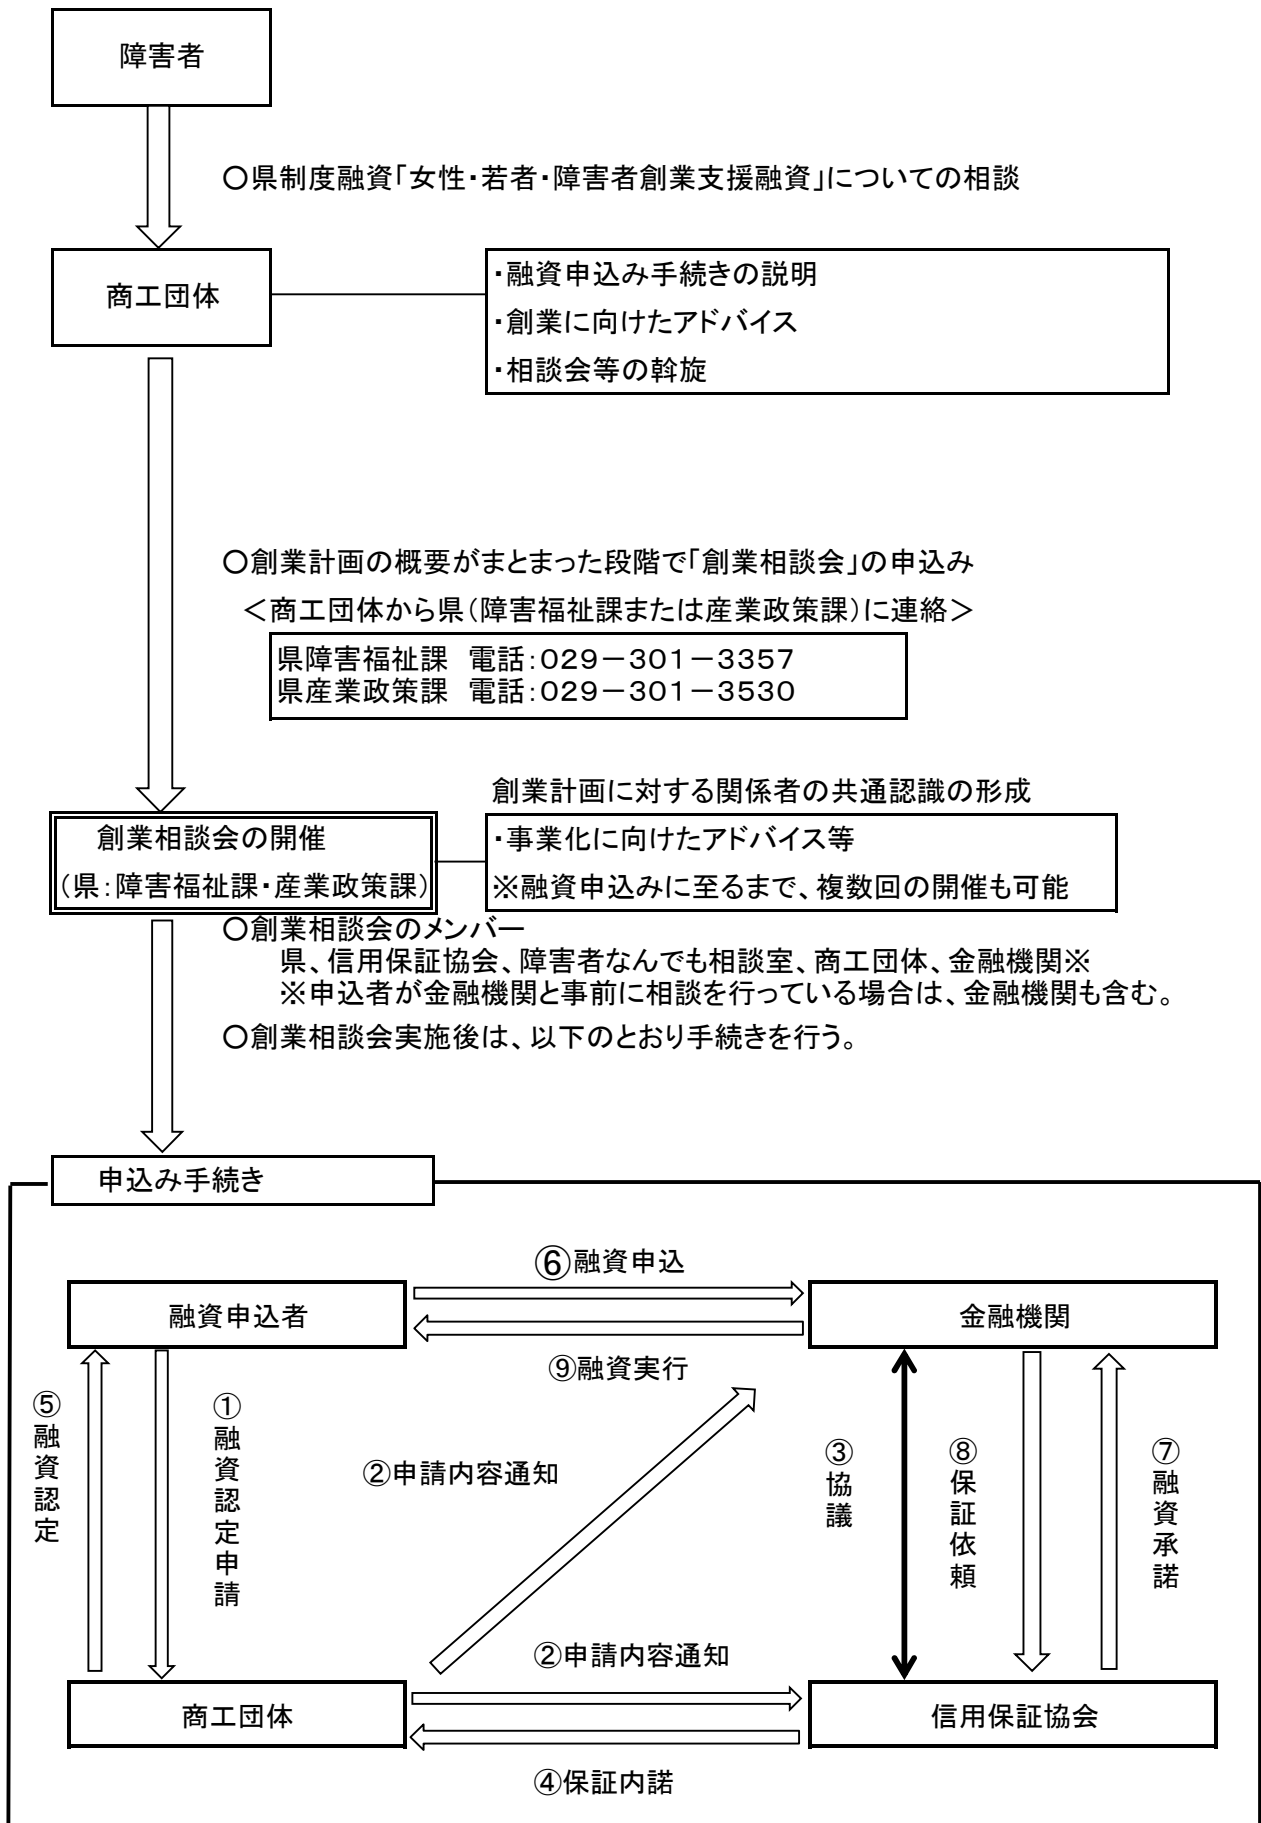 障害者
○県制度融資「女性・若者・障害者創業支援融資」についての相談
商工団体
・融資申込み手続きの説明
・創業に向けたアドバイス
・相談会等の斡旋
○創業計画の概要がまとまった段階で「創業相談会」の申込み
＜商工団体から県（障害福祉課または産業政策課）に連絡＞
県障害福祉課　電話：０２９－３０１－３３５７
県産業政策課　電話：０２９－３０１－３５３０
創業計画に対する関係者の共通認識の形成
創業相談会の開催
（県：障害福祉課・産業政策課）
・事業化に向けたアドバイス等
※融資申込みに至るまで、複数回の開催も可能
○創業相談会のメンバー
県、信用保証協会、障害者なんでも相談室、商工団体、金融機関※
※申込者が金融機関と事前に相談を行っている場合は、金融機関も含む。
○創業相談会実施後は、以下のとおり手続きを行う。
申込み手続き
⑥融資申込
融資申込者
金融機関
⑨融資実行
⑤融資認定
①融資認定申請
②申請内容通知
③協議
⑧保証依頼
⑦融資承諾
②申請内容通知
商工団体
信用保証協会
④保証内諾